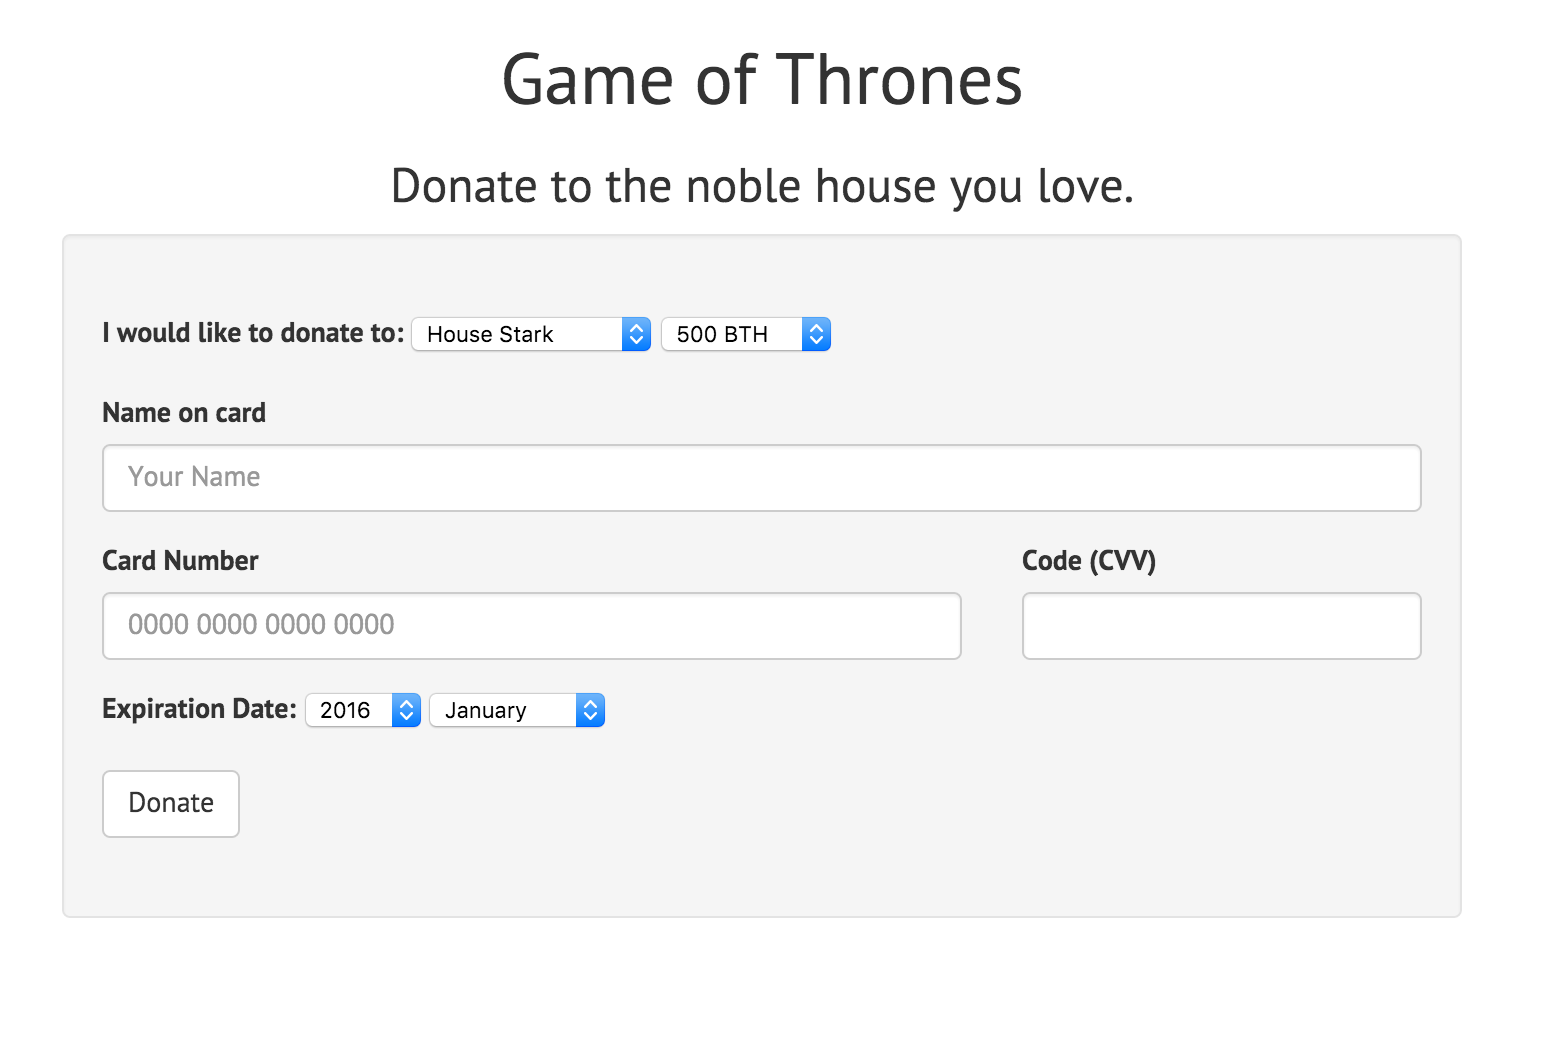 Game of Thrones
Donate to the noble house you love.
I would like to donate to: House Stark 500 BTH
Name on card
Your Name
Card Number Code (CVV)
0000 0000 0000 0000
Expiration Date: 2016 January
Donate